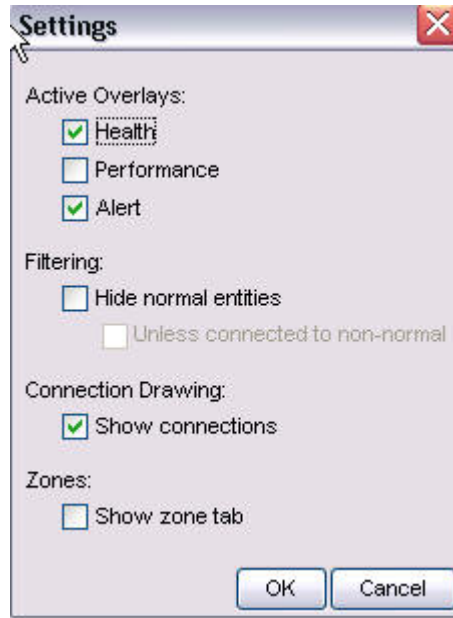 Settings
Active Overlays:
Health
Performance
Alert
Filtering:
Hide normal entities
Unless connected to non-normal
Connection Drawing:
Show connections
Zones:
Show zone tab
OK Cancel